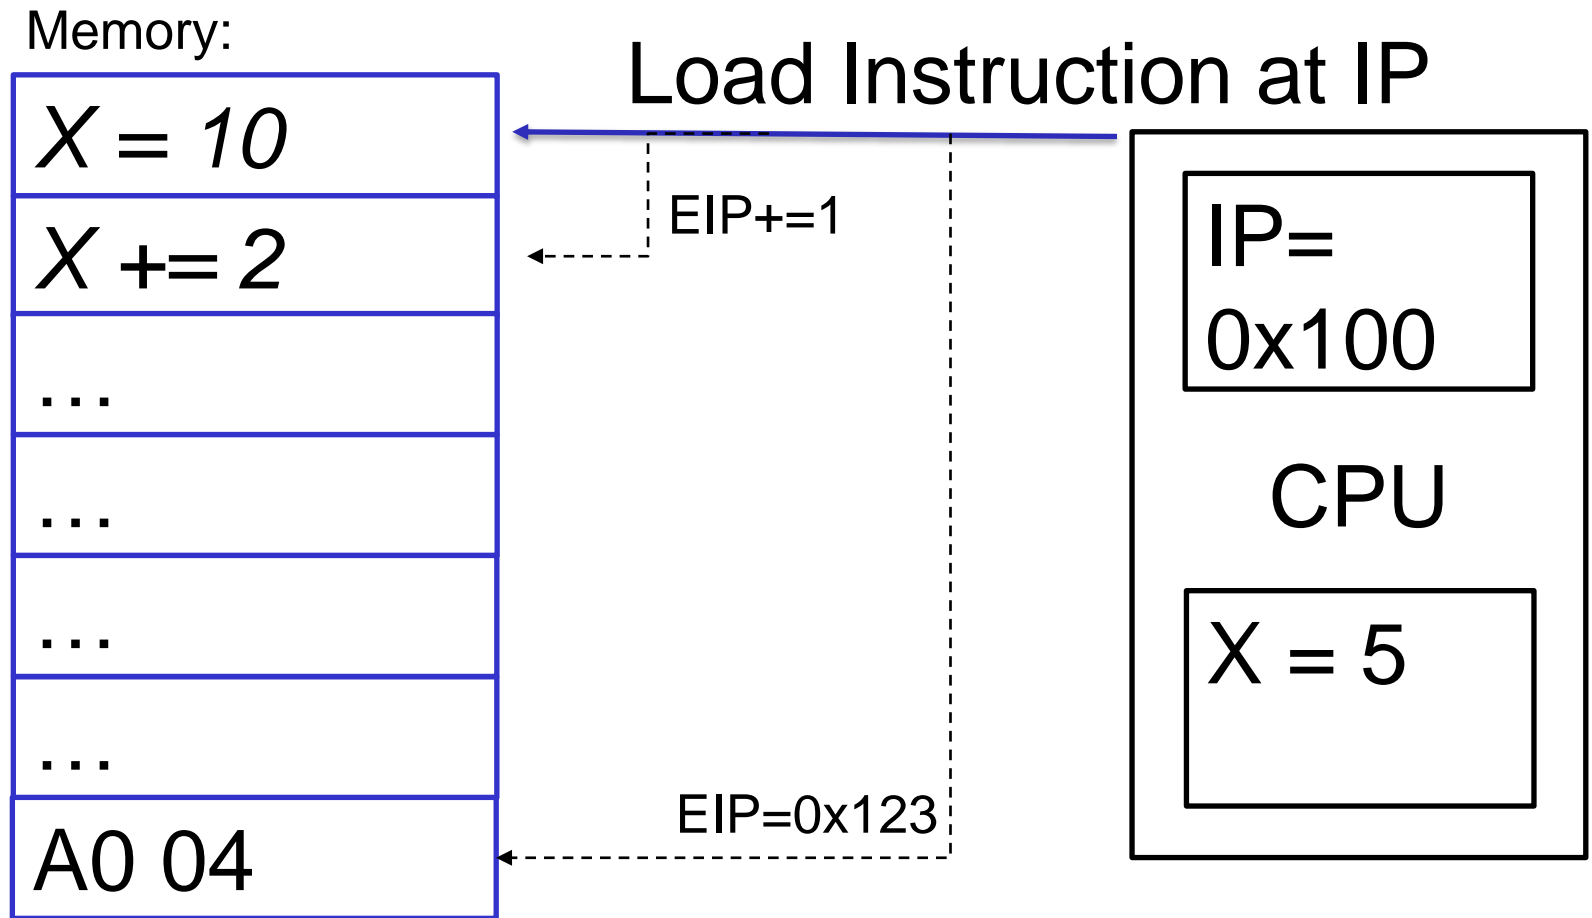 Memory:
Load Instruction at IP
X = 10
X += 2
…
…
…
…
A0 04
EIP+=1
EIP=0x123
IP=
0x100
CPU
X = 5